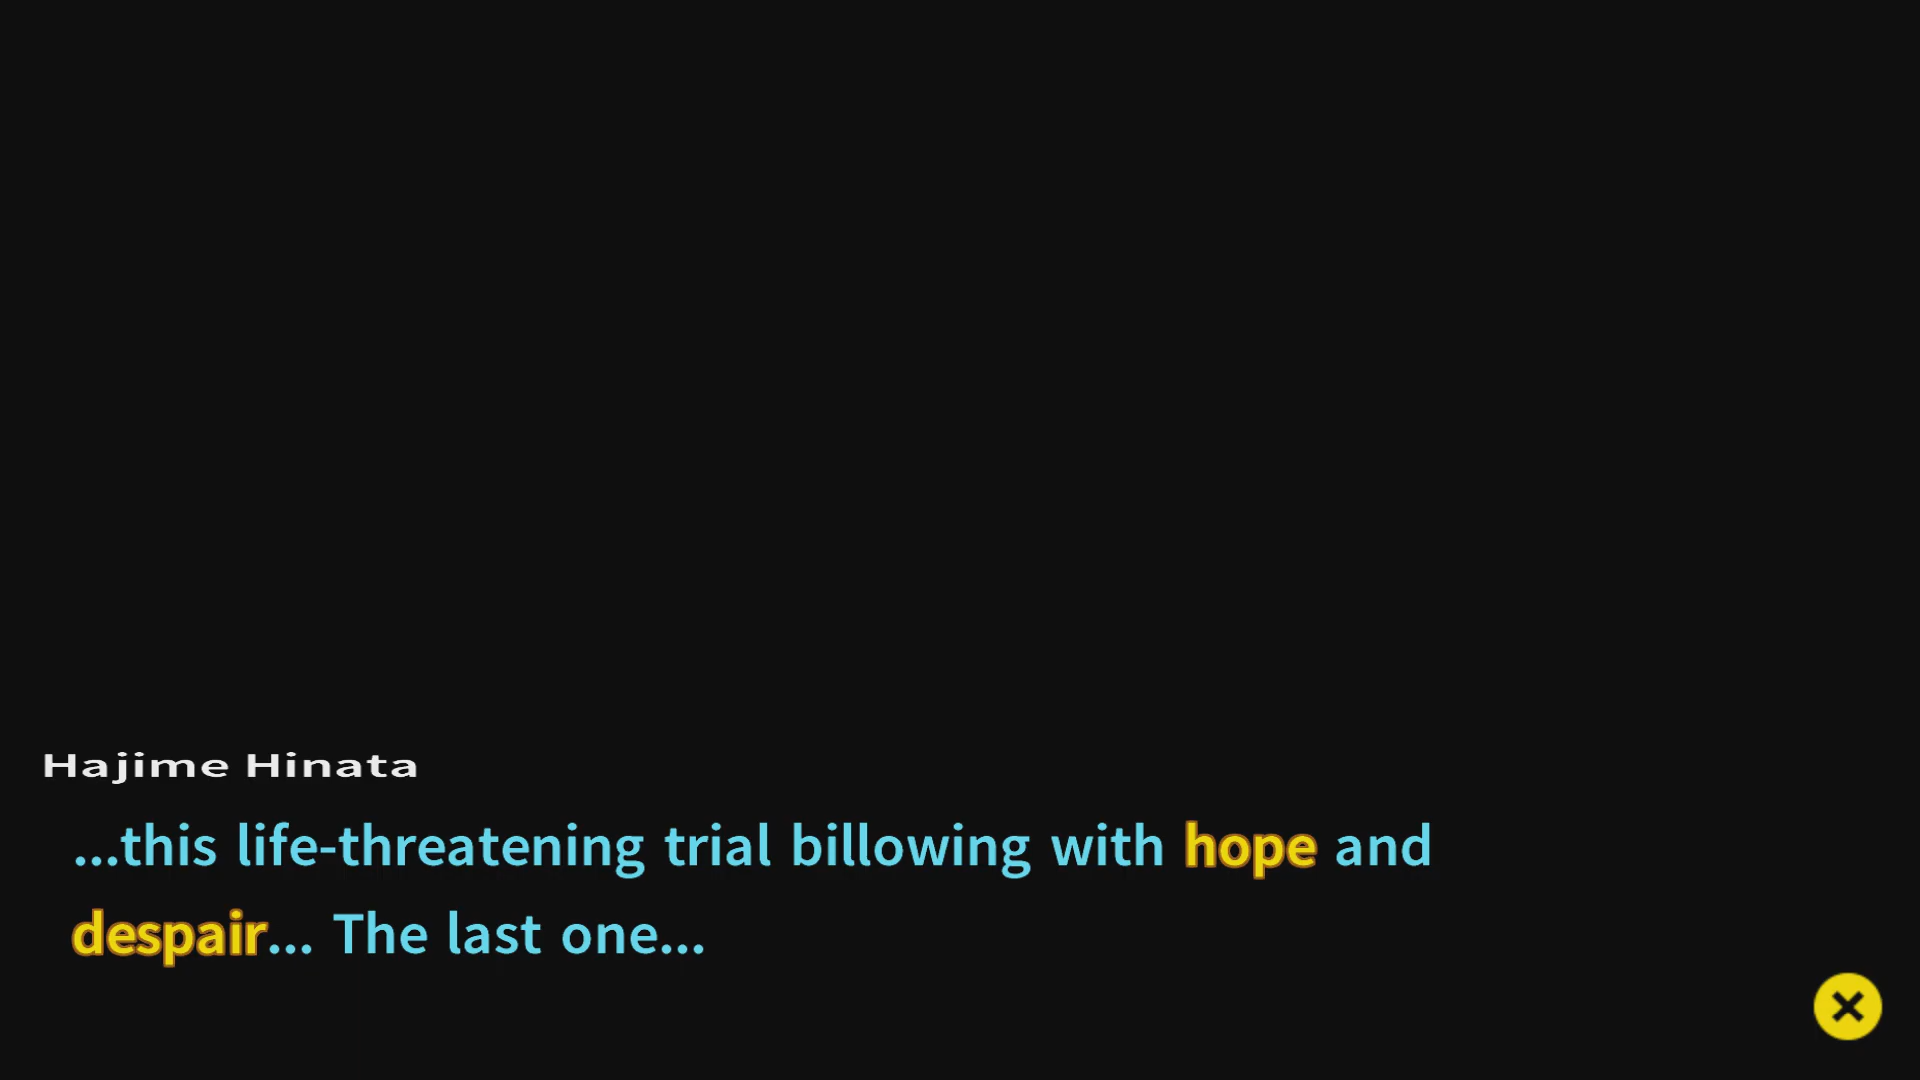 Hajime Hinata
...this life-threatening trial billowing with hope and
despair... The last one...